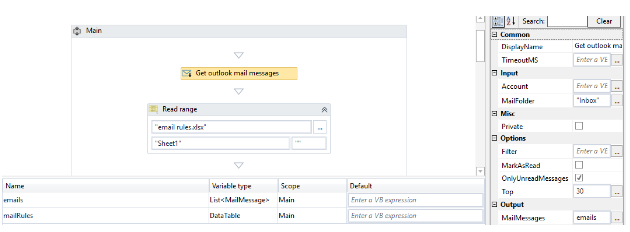 Main
Get outlook mail messages
Read range
"email rules.xlsx" ...
"Sheet1" ""
Name Variable type Scope Default
emails List<MailMessage> Main Enter a VB expression
mailRules DataTable Main Enter a VB expression
Search: Clear
Common
DisplayName Get outlook ma
TimeoutMS Enter a VE ...
Input
Account Enter a VE ...
MailFolder "Inbox" ...
Misc
Private
Options
Filter Enter a VE ...
MarkAsRead
OnlyUnreadMessages
Top 30 ...
Output
MailMessages emails ...